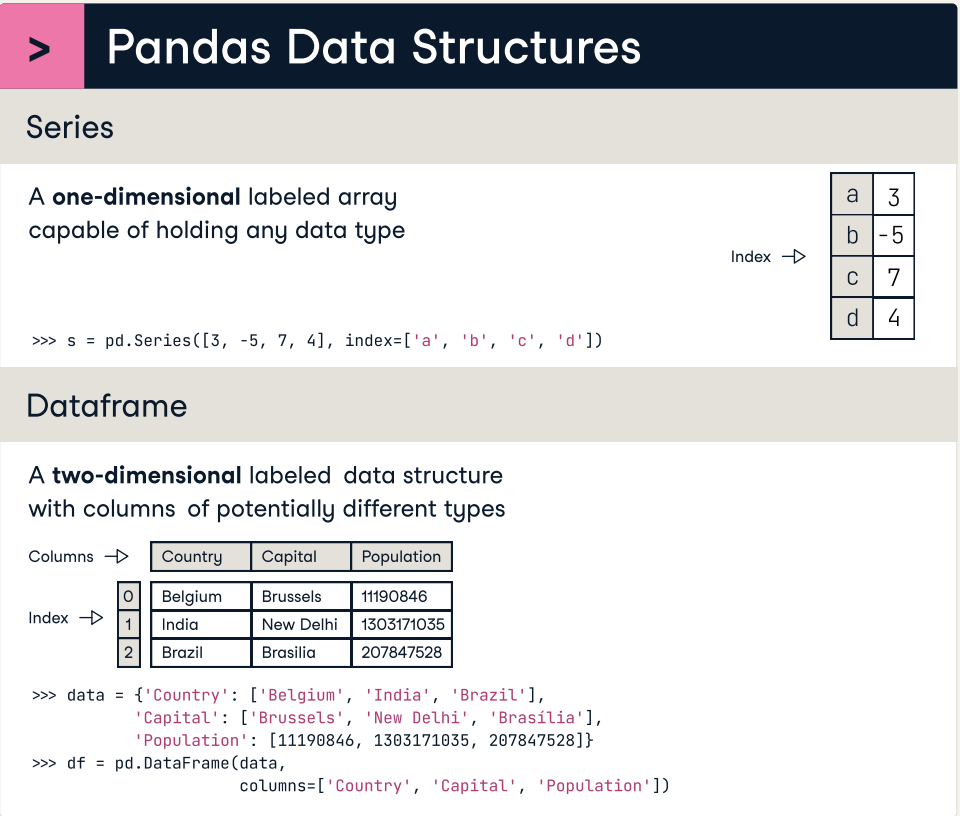 > Pandas Data Structures
Series
A one-dimensional labeled array
capable of holding any data type
Index
a 3
b -5
c 7
d 4
>>> s = pd.Series([3, -5, 7, 4], index=['a', 'b', 'c', 'd'])
Dataframe
A two-dimensional labeled data structure
with columns of potentially different types
Columns Country Capital Population
Index
0 Belgium Brussels 11190846
1 India New Delhi 1303171035
2 Brazil Brasilia 207847528
>>> data = {'Country': ['Belgium', 'India', 'Brazil'],
'Capital': ['Brussels', 'New Delhi', 'Brasília'],
'Population': [11190846, 1303171035, 207847528]}
>>> df = pd.DataFrame(data,
columns=['Country', 'Capital', 'Population'])